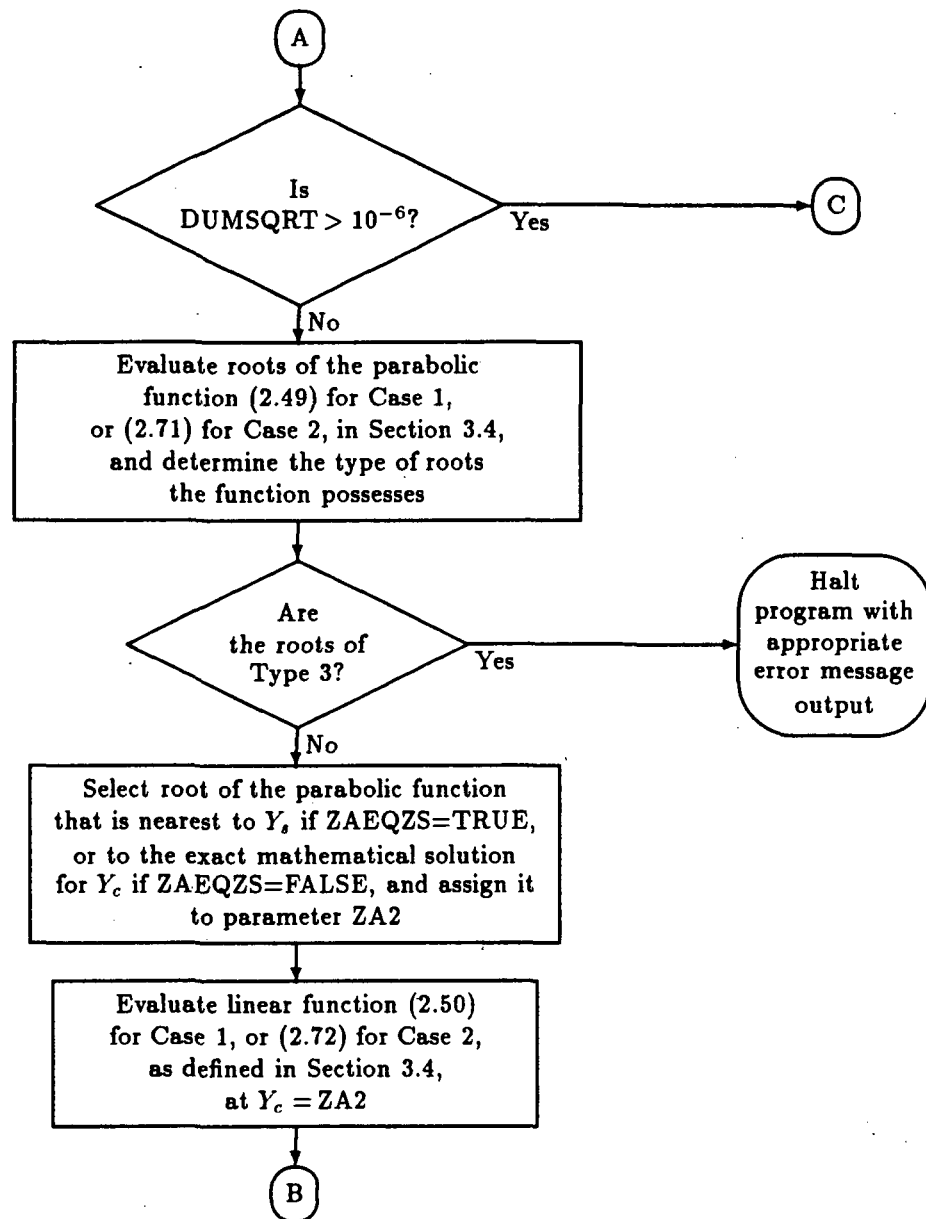 A
Is
DUMSQRT > 10⁻⁶?
Yes
C
No
Evaluate roots of the parabolic
function (2.49) for Case 1,
or (2.71) for Case 2, in Section 3.4,
and determine the type of roots
the function possesses
Are
the roots of
Type 3?
Yes
Halt
program with
appropriate
error message
output
No
Select root of the parabolic function
that is nearest to Yₛ if ZAEQZS=TRUE,
or to the exact mathematical solution
for Y_c if ZAEQZS=FALSE, and assign it
to parameter ZA2
Evaluate linear function (2.50)
for Case 1, or (2.72) for Case 2,
as defined in Section 3.4,
at Y_c = ZA2
B